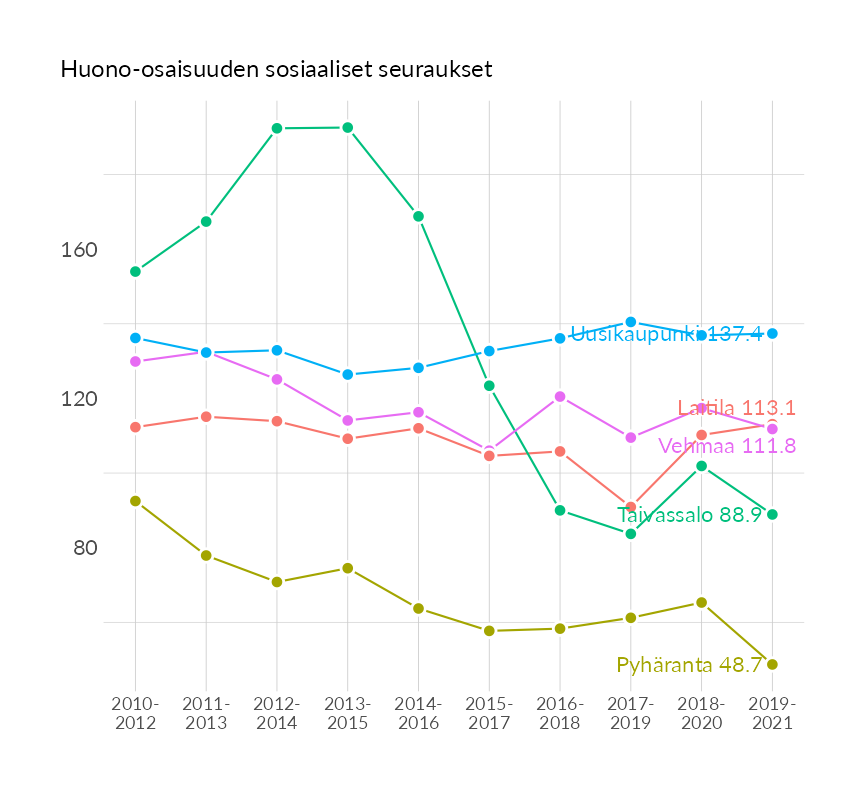 Huono-osaisuuden sosiaaliset seuraukset
160
120
80
Uusikaupunki 137.4
Laitila 113.1
Vehmaa 111.8
Taivassalo 88.9
Pyhäranta 48.7
2010- 2011- 2012- 2013- 2014- 2015- 2016- 2017- 2018- 2019-
2012 2013 2014 2015 2016 2017 2018 2019 2020 2021